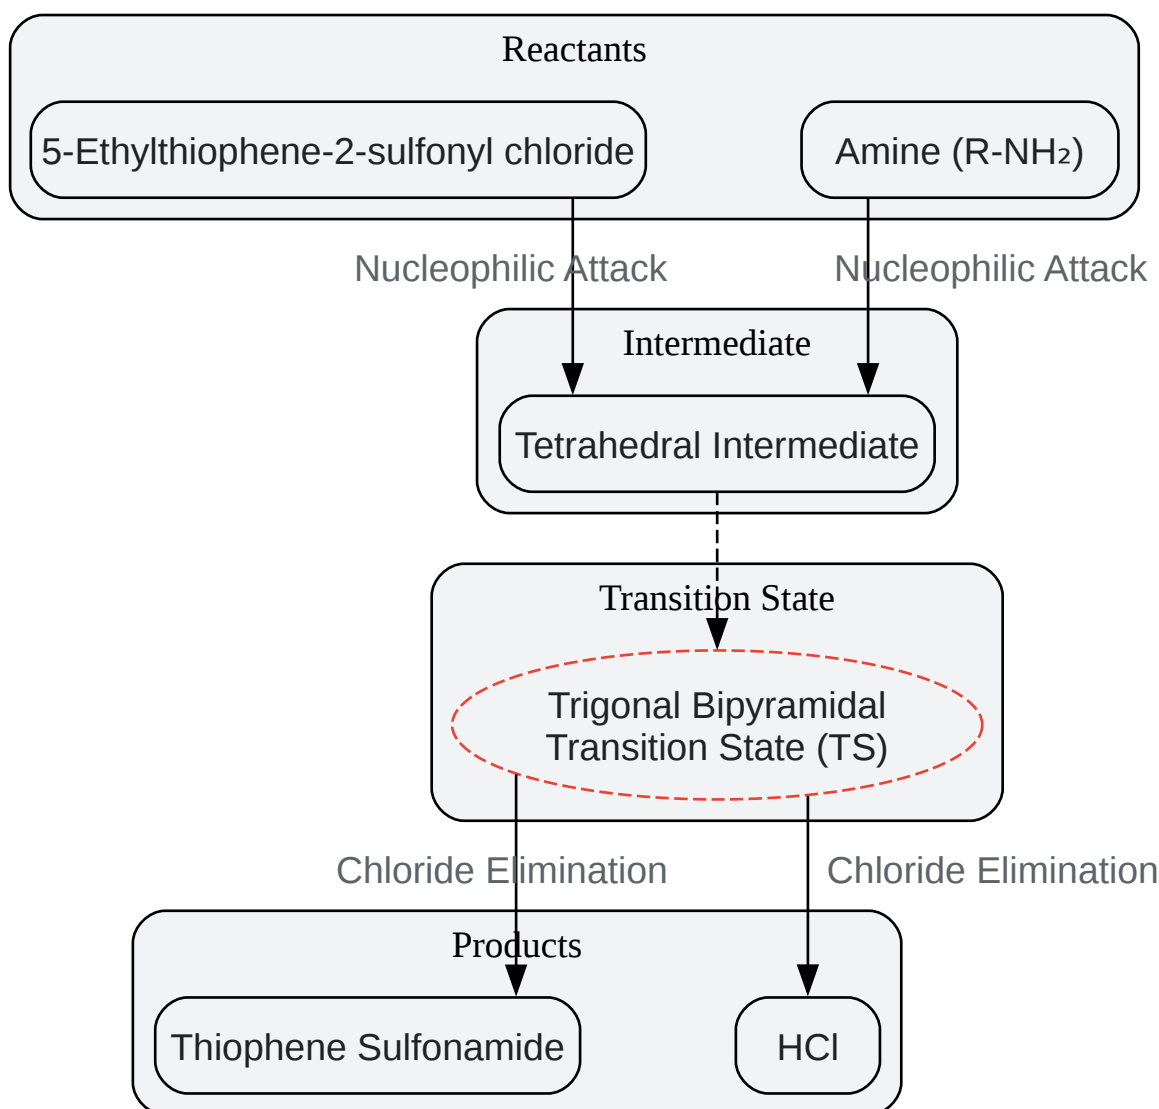 Reactants
5-Ethylthiophene-2-sulfonyl chloride
Amine (R-NH₂)
Nucleophilic Attack
Nucleophilic Attack
Intermediate
Tetrahedral Intermediate
Transition State
Trigonal Bipyramidal
Transition State (TS)
Chloride Elimination
Chloride Elimination
Products
Thiophene Sulfonamide
HCl